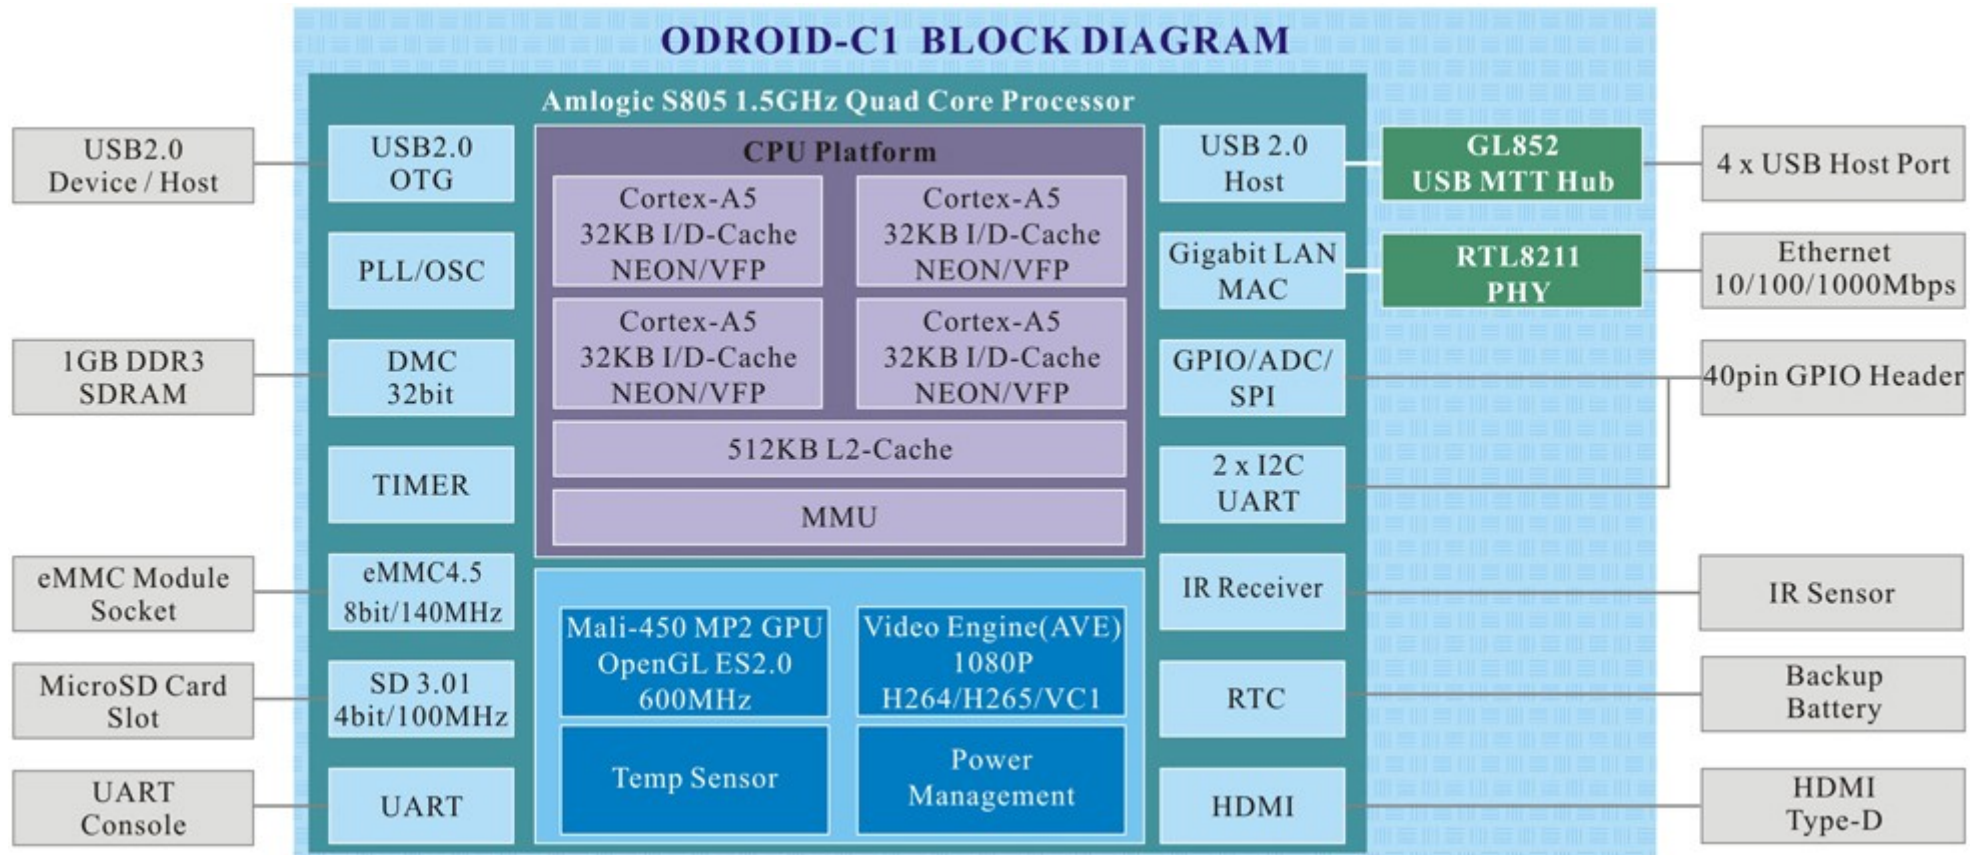 ODROID-C1 BLOCK DIAGRAM
Amlogic S805 1.5GHz Quad Core Processor
USB2.0
Device / Host
1GB DDR3
SDRAM
eMMC Module
Socket
MicroSD Card
Slot
UART
Console
USB2.0
OTG
PLL/OSC
DMC
32bit
TIMER
eMMC4.5
8bit/140MHz
SD 3.01
4bit/100MHz
UART
CPU Platform
Cortex-A5
32KB I/D-Cache
NEON/VFP
Cortex-A5
32KB I/D-Cache
NEON/VFP
Cortex-A5
32KB I/D-Cache
NEON/VFP
Cortex-A5
32KB I/D-Cache
NEON/VFP
512KB L2-Cache
MMU
Mali-450 MP2 GPU
OpenGL ES2.0
600MHz
Video Engine(AVE)
1080P
H264/H265/VC1
Temp Sensor
Power
Management
USB 2.0
Host
Gigabit LAN
MAC
GPIO/ADC/
SPI
2 x I2C
UART
IR Receiver
RTC
HDMI
GL852
USB MTT Hub
RTL8211
PHY
4 x USB Host Port
Ethernet
10/100/1000Mbps
40pin GPIO Header
IR Sensor
Backup
Battery
HDMI
Type-D